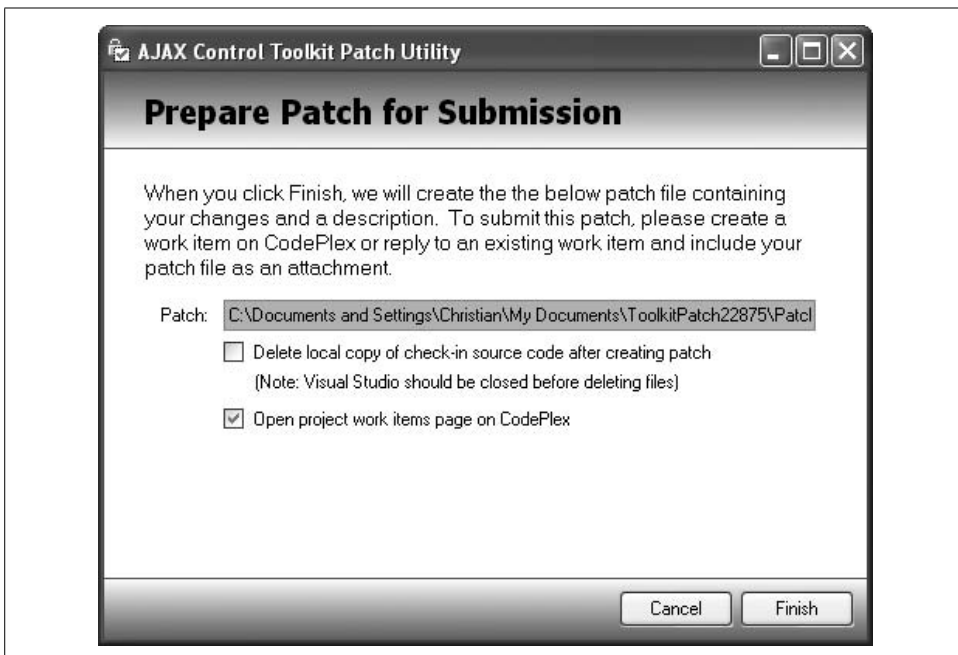 AJAX Control Toolkit Patch Utility
Prepare Patch for Submission
When you click Finish, we will create the the below patch file containing
your changes and a description. To submit this patch, please create a
work item on CodePlex or reply to an existing work item and include your
patch file as an attachment.
Patch: C:\Documents and Settings\Christian\My Documents\ToolkitPatch22875\Patcl
Delete local copy of check-in source code after creating patch
(Note: Visual Studio should be closed before deleting files)
Open project work items page on CodePlex
Cancel Finish